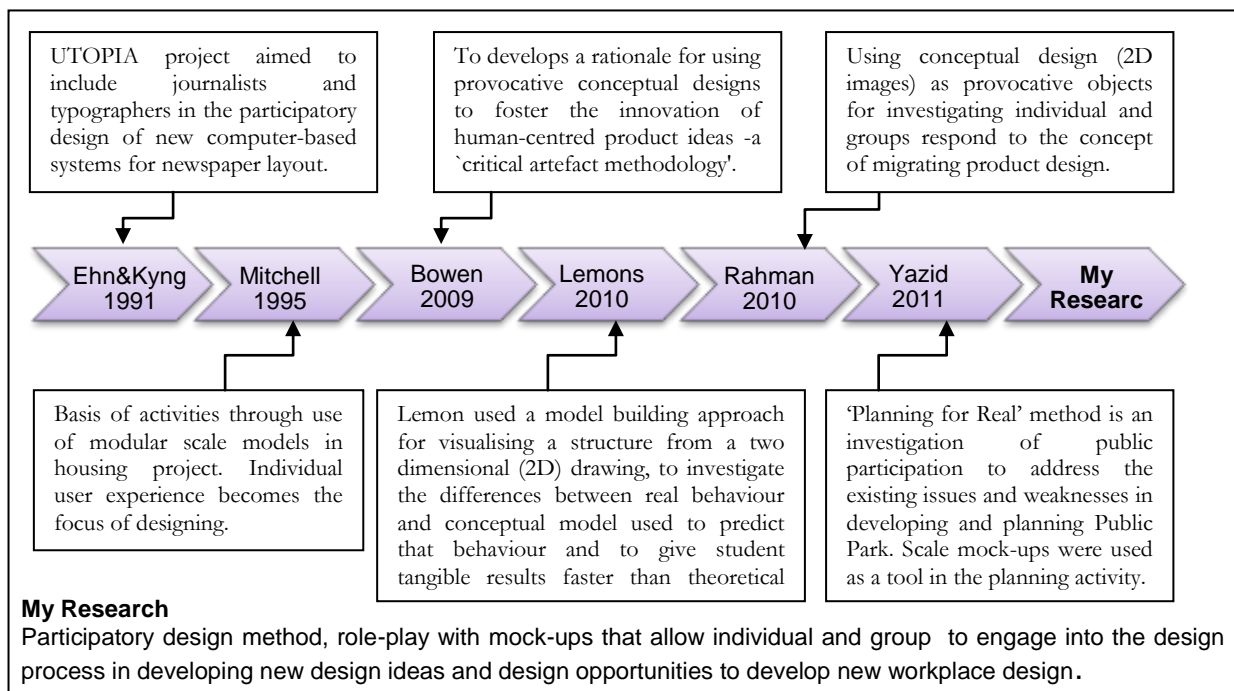 UTOPIA project aimed to
include journalists and
typographers in the participatory
design of new computer-based
systems for newspaper layout.
To develops a rationale for using
provocative conceptual designs
to foster the innovation of
human-centred product ideas -a
`critical artefact methodology'.
Using conceptual design (2D
images) as provocative objects
for investigating individual and
groups respond to the concept
of migrating product design.
Ehn&Kyng
1991
Mitchell
1995
Bowen
2009
Lemons
2010
Rahman
2010
Yazid
2011
My
Researc
Basis of activities through use
of modular scale models in
housing project. Individual
user experience becomes the
focus of designing.
Lemon used a model building approach
for visualising a structure from a two
dimensional (2D) drawing, to investigate
the differences between real behaviour
and conceptual model used to predict
that behaviour and to give student
tangible results faster than theoretical
‘Planning for Real’ method is an
investigation of public
participation to address the
existing issues and weaknesses in
developing and planning Public
Park. Scale mock-ups were used
as a tool in the planning activity.
My Research
Participatory design method, role-play with mock-ups that allow individual and group to engage into the design
process in developing new design ideas and design opportunities to develop new workplace design.